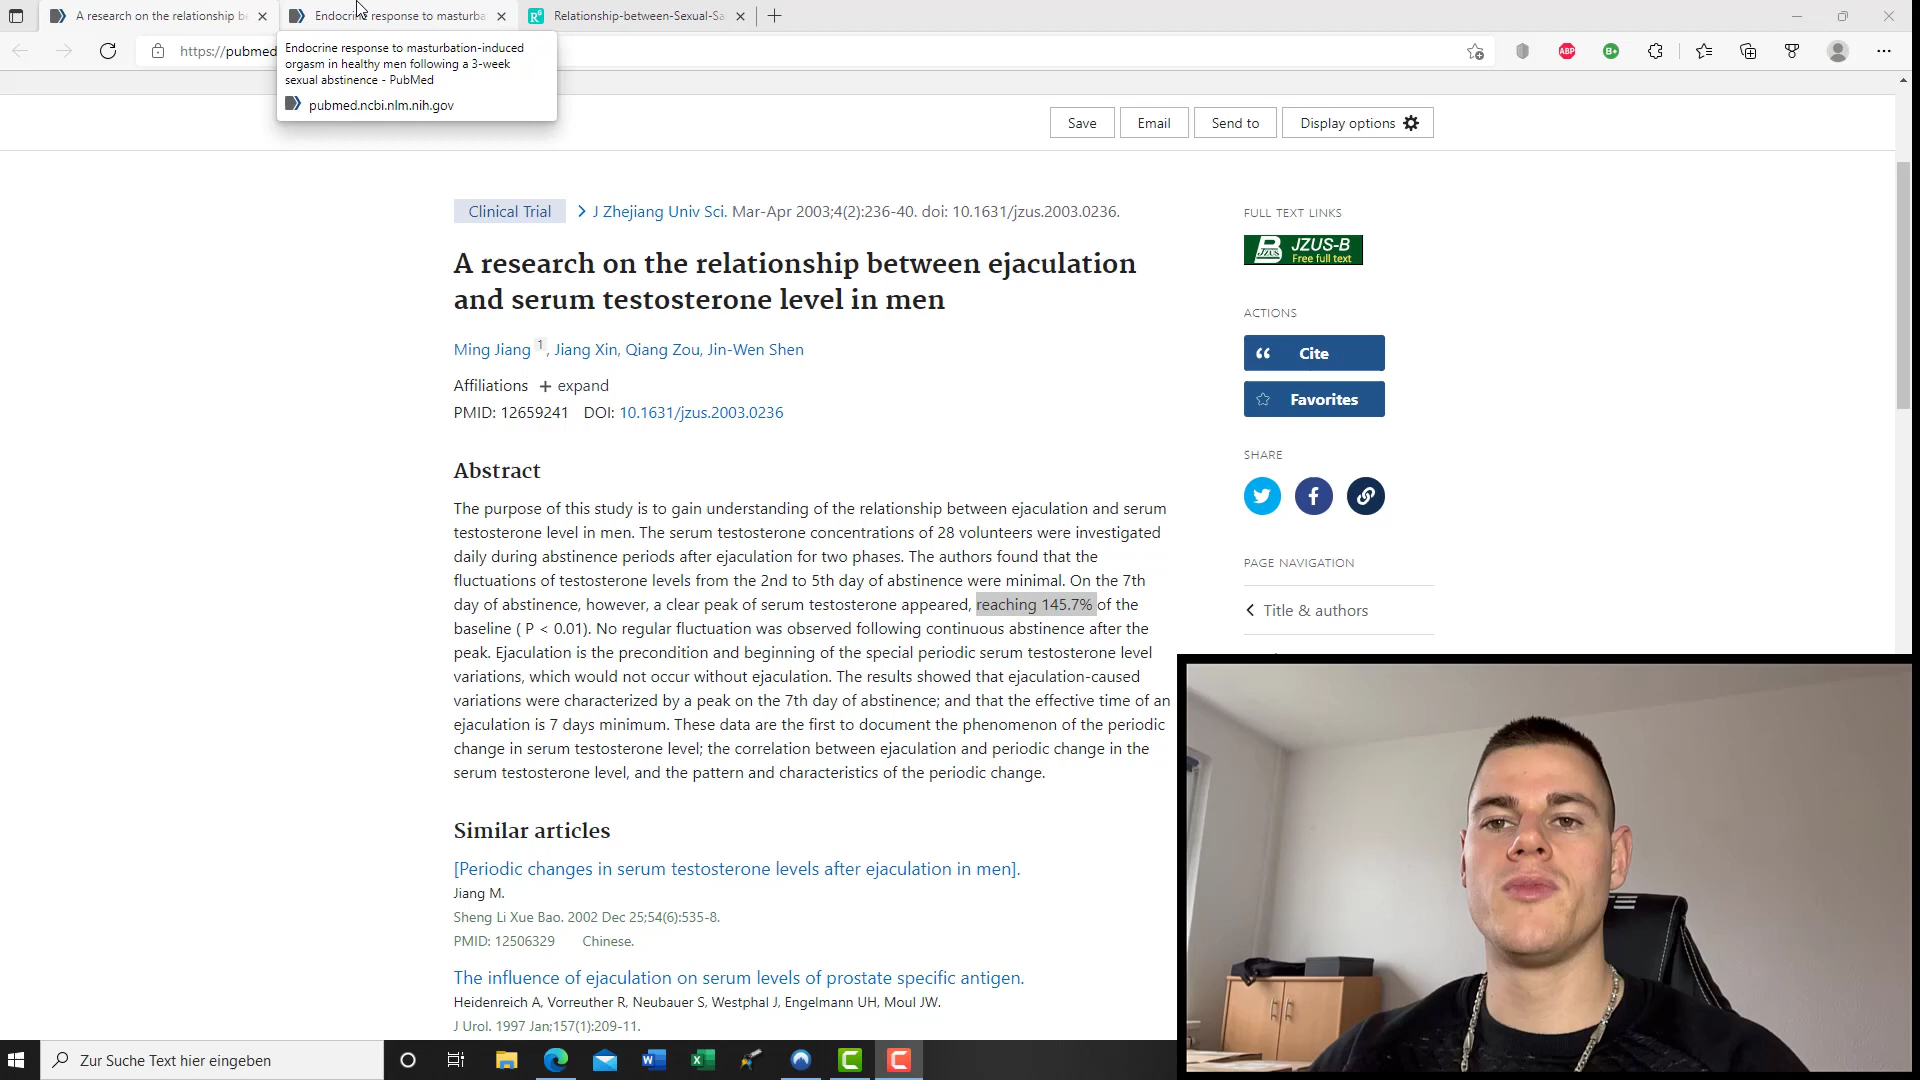 A research on the relationship be
Endocrine response to masturba
Relationship-between-Sexual-Sa
https://pubmed
Endocrine response to masturbation-induced
orgasm in healthy men following a 3-week
sexual abstinence - PubMed
pubmed.ncbi.nlm.nih.gov
ABP
B+
Save
Email
Send to
Display options
Clinical Trial
J Zhejiang Univ Sci. Mar-Apr 2003;4(2):236-40. doi: 10.1631/jzus.2003.0236.
A research on the relationship between ejaculation
and serum testosterone level in men
Ming Jiang 1, Jiang Xin, Qiang Zou, Jin-Wen Shen
Affiliations + expand
PMID: 12659241 DOI: 10.1631/jzus.2003.0236
Abstract
The purpose of this study is to gain understanding of the relationship between ejaculation and serum
testosterone level in men. The serum testosterone concentrations of 28 volunteers were investigated
daily during abstinence periods after ejaculation for two phases. The authors found that the
fluctuations of testosterone levels from the 2nd to 5th day of abstinence were minimal. On the 7th
day of abstinence, however, a clear peak of serum testosterone appeared, reaching 145.7% of the
baseline ( P < 0.01). No regular fluctuation was observed following continuous abstinence after the
peak. Ejaculation is the precondition and beginning of the special periodic serum testosterone level
variations, which would not occur without ejaculation. The results showed that ejaculation-caused
variations were characterized by a peak on the 7th day of abstinence; and that the effective time of an
ejaculation is 7 days minimum. These data are the first to document the phenomenon of the periodic
change in serum testosterone level; the correlation between ejaculation and periodic change in the
serum testosterone level, and the pattern and characteristics of the periodic change.
Similar articles
[Periodic changes in serum testosterone levels after ejaculation in men].
Jiang M.
Sheng Li Xue Bao. 2002 Dec 25;54(6):535-8.
PMID: 12506329 Chinese.
The influence of ejaculation on serum levels of prostate specific antigen.
Heidenreich A, Vorreuther R, Neubauer S, Westphal J, Engelmann UH, Moul JW.
J Urol. 1997 Jan;157(1):209-11.
FULL TEXT LINKS
JZUS-B
Free full text
ACTIONS
Cite
Favorites
SHARE
PAGE NAVIGATION
Title & authors
Zur Suche Text hier eingeben